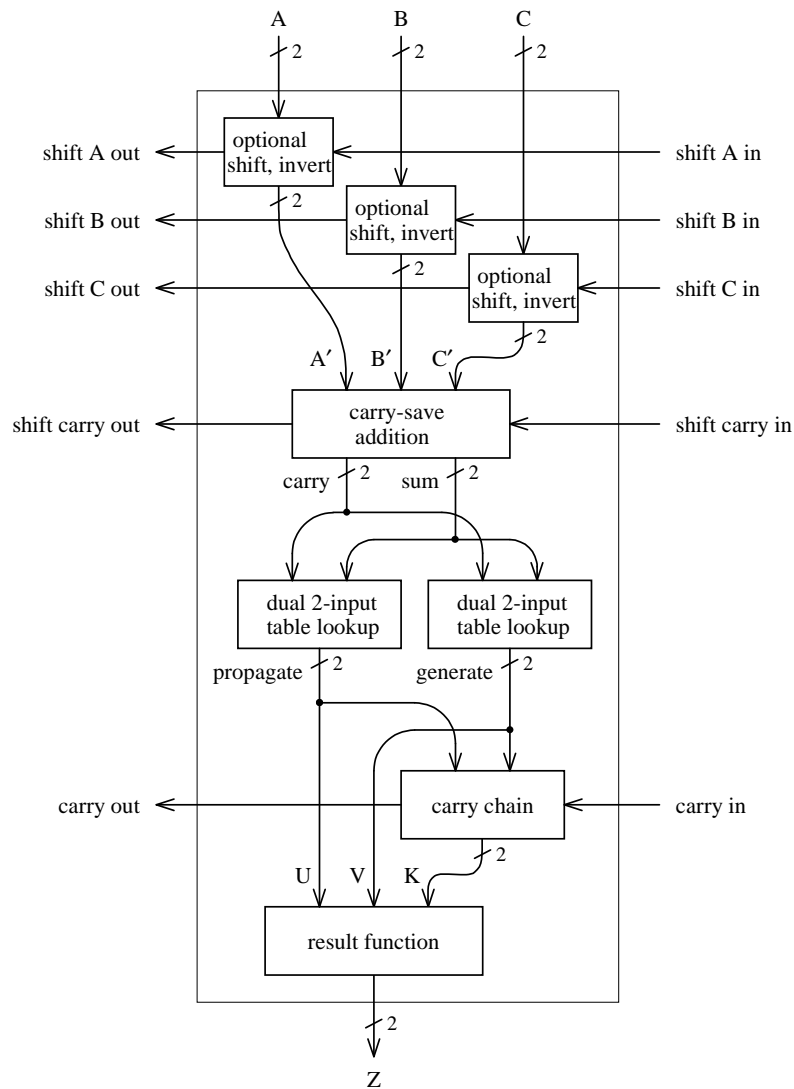 A
B
C
2
2
2
shift A out
optional
shift, invert
shift A in
2
shift B out
optional
shift, invert
shift B in
2
shift C out
optional
shift, invert
shift C in
2
A′
B′
C′
shift carry out
carry-save
addition
shift carry in
carry
2
sum
2
dual 2-input
table lookup
dual 2-input
table lookup
propagate
2
generate
2
carry out
carry chain
carry in
2
U
V
K
result function
2
Z